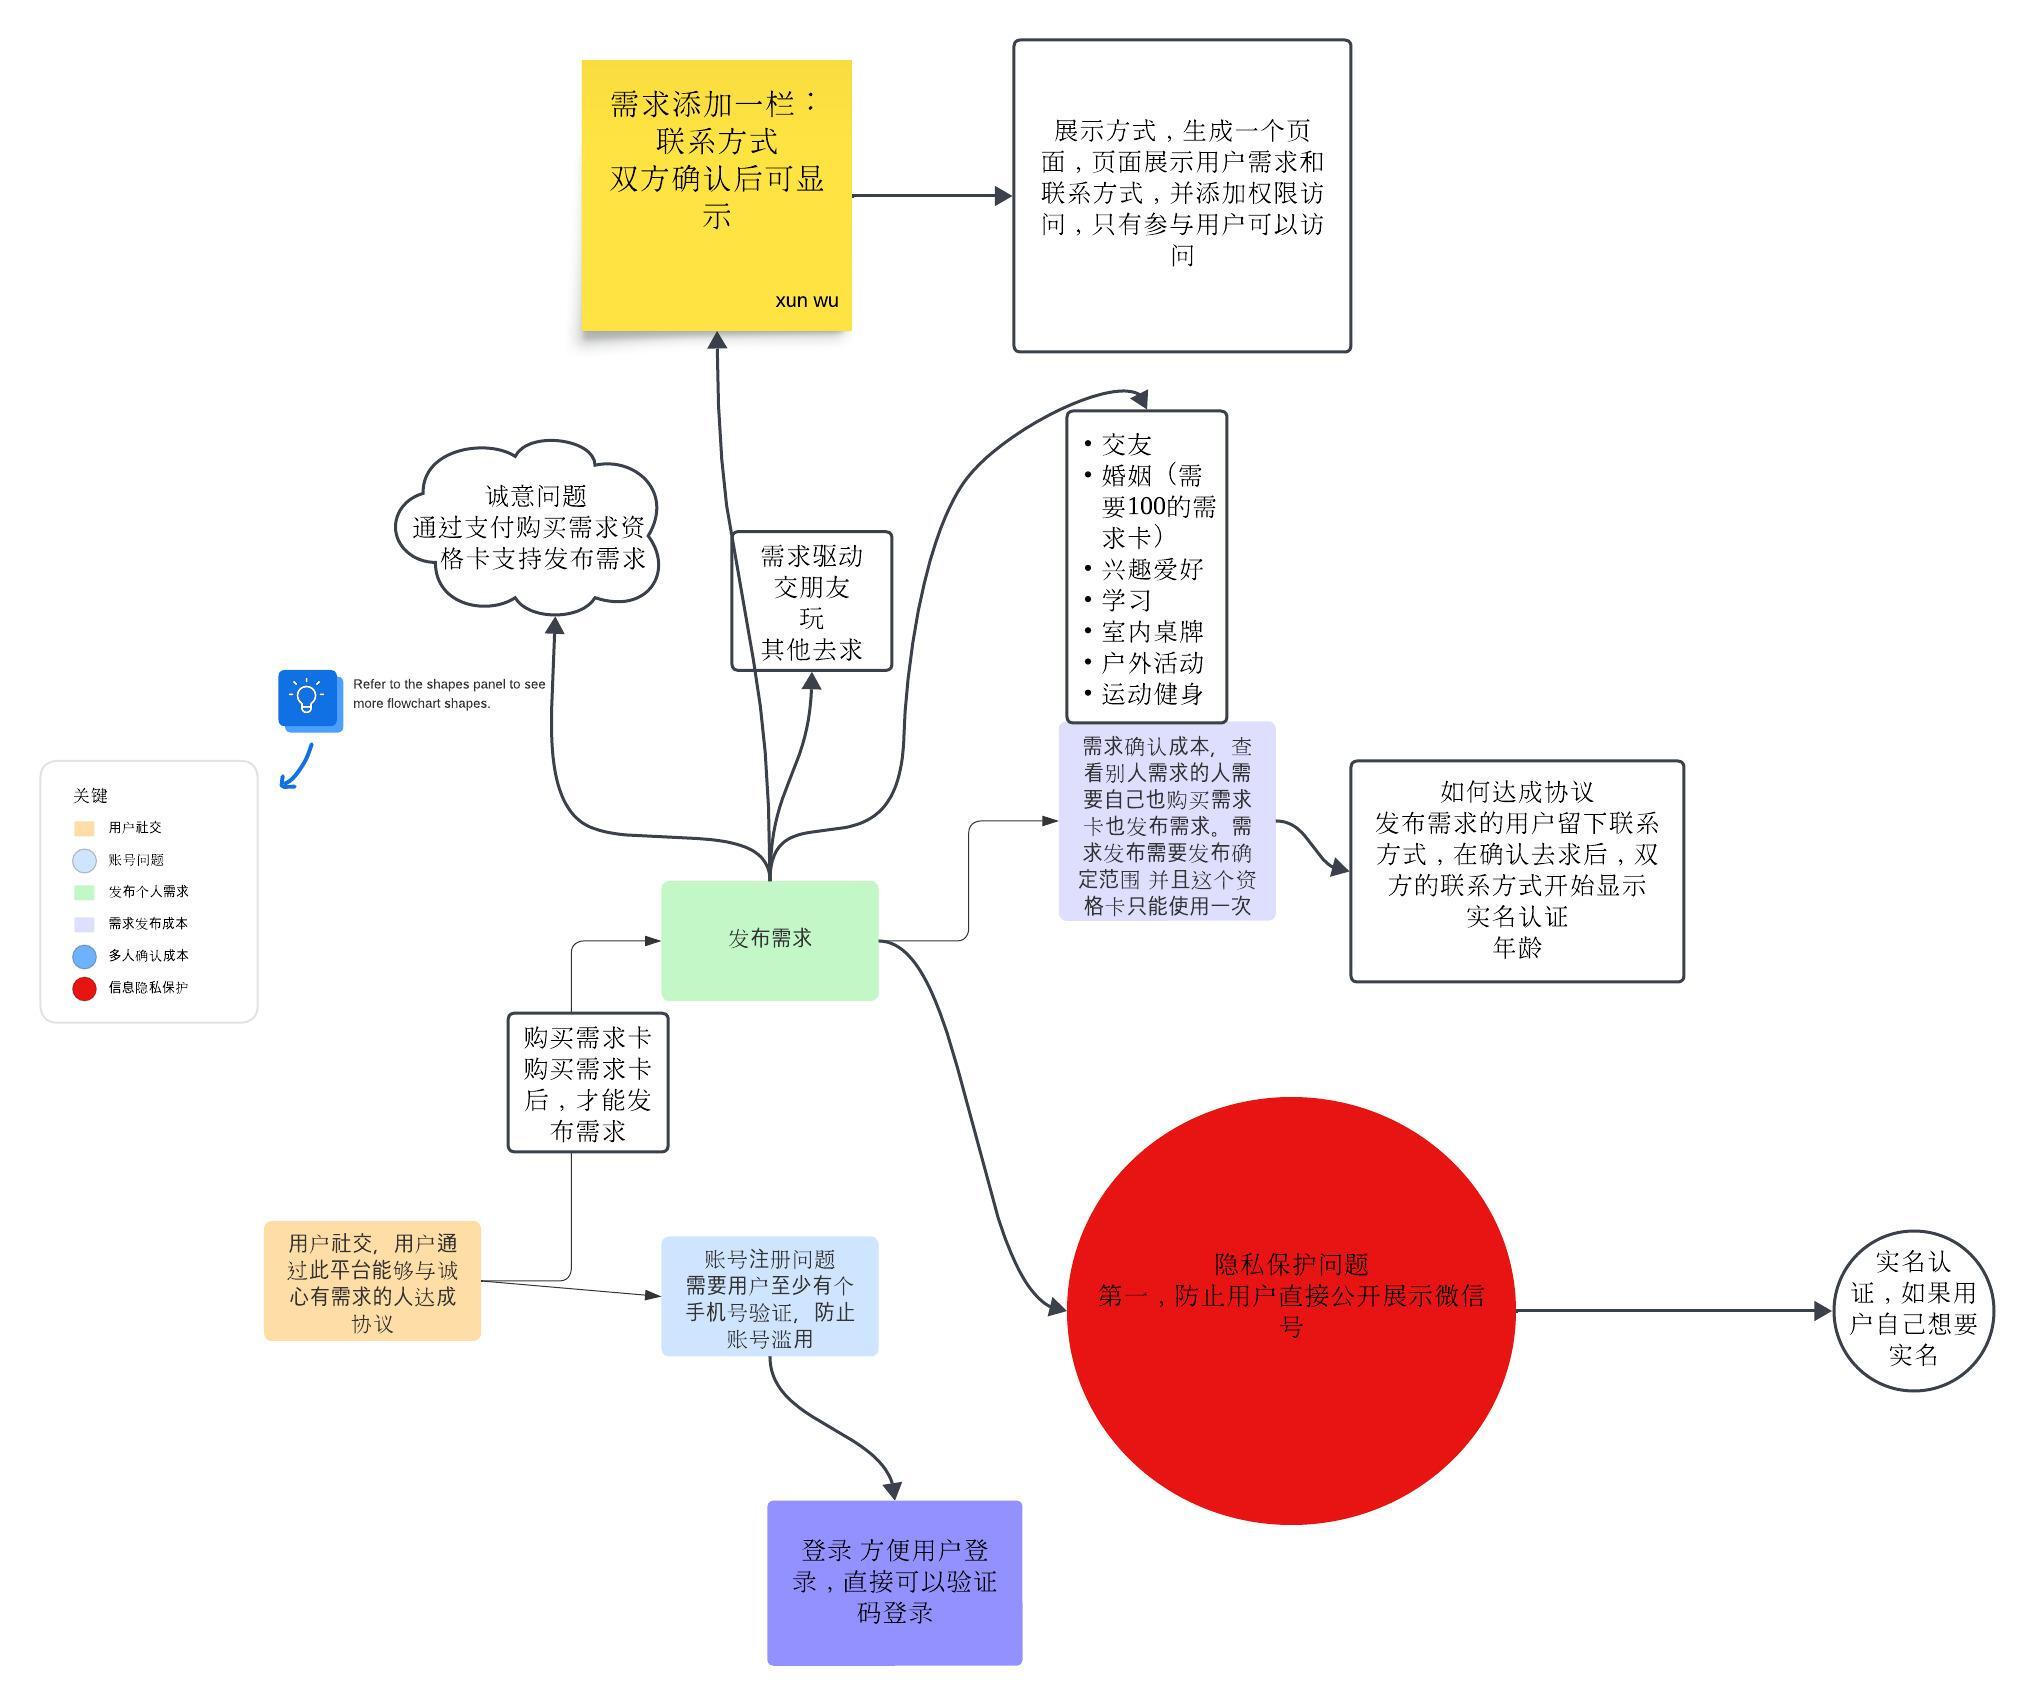 需求添加一栏：
联系方式
双方确认后可显
示
xun wu
展示方式，生成一个页
面，页面展示用户需求和
联系方式，并添加权限访
问，只有参与用户可以访
问
诚意问题
通过支付购买需求资
格卡支持发布需求
需求驱动
交朋友
玩
其他去求
• 交友
• 婚姻（需
要100的需
求卡）
• 兴趣爱好
• 学习
• 室内桌牌
• 户外活动
• 运动健身
Refer to the shapes panel to see
more flowchart shapes.
关键
用户社交
账号问题
发布个人需求
需求发布成本
多人确认成本
信息隐私保护
需求确认成本，查
看别人需求的人需
要自己也购买需求
卡也发布需求。需
求发布需要发布确
定范围 并且这个资
格卡只能使用一次
如何达成协议
发布需求的用户留下联系
方式，在确认去求后，双
方的联系方式开始显示
实名认证
年龄
发布需求
购买需求卡
购买需求卡
后，才能发
布需求
用户社交，用户通
过此平台能够与诚
心有需求的人达成
协议
账号注册问题
需要用户至少有个
手机号验证，防止
账号滥用
隐私保护问题
第一，防止用户直接公开展示微信
号
实名认
证，如果用
户自己想要
实名
登录 方便用户登
录，直接可以验证
码登录